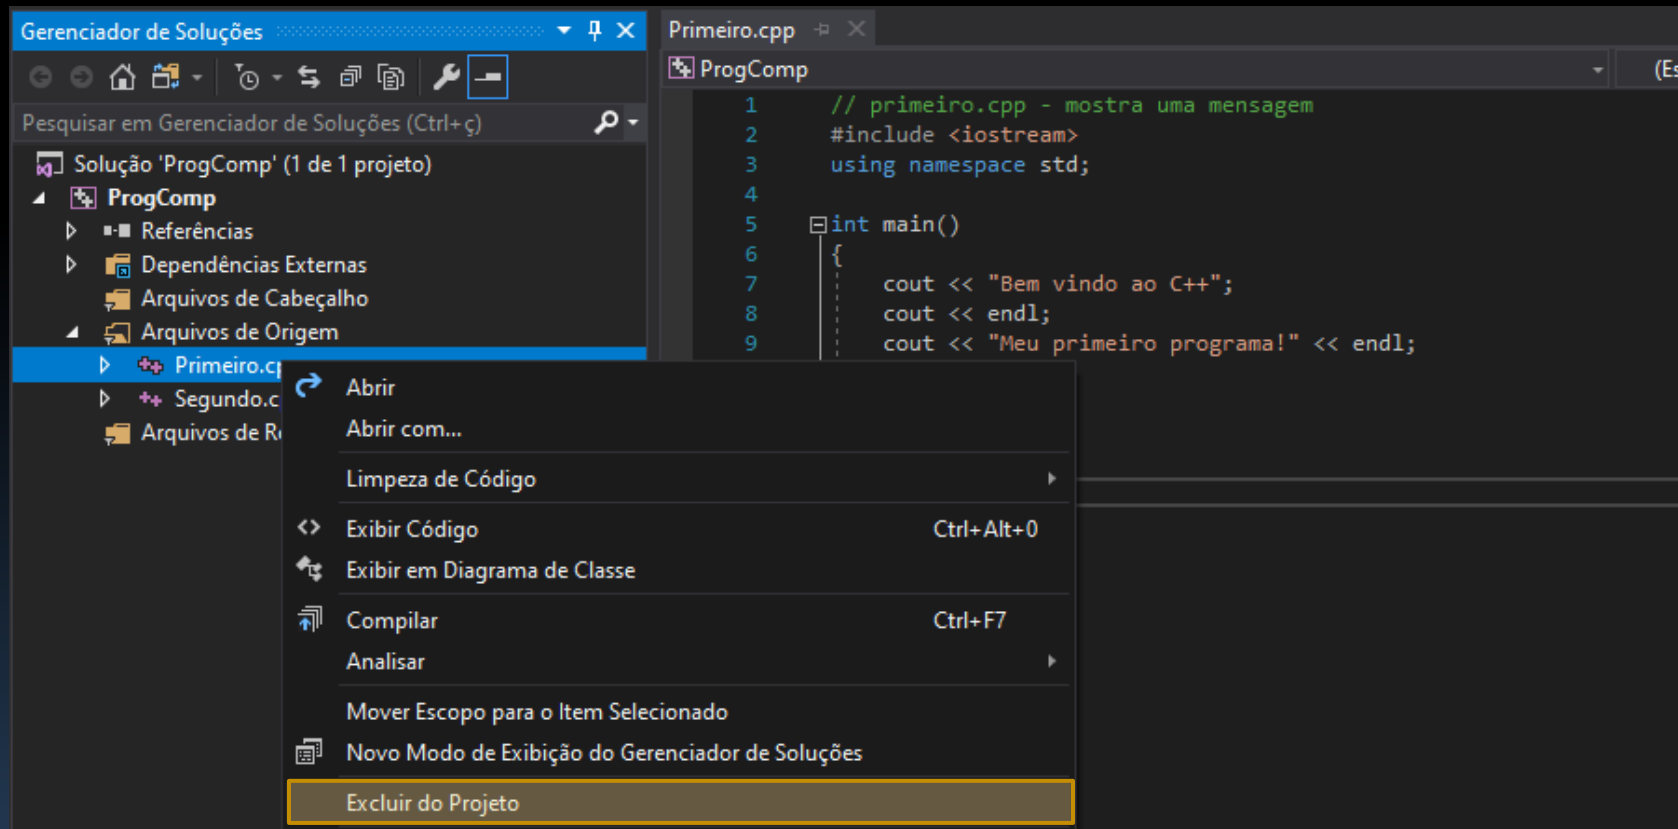 Gerenciador de Soluções
Pesquisar em Gerenciador de Soluções (Ctrl+ç)
Solução 'ProgComp' (1 de 1 projeto)
ProgComp
Referências
Dependências Externas
Arquivos de Cabeçalho
Arquivos de Origem
Primeiro.cp
Segundo.c
Arquivos de R
Abrir
Abrir com...
Limpeza de Código
Exibir Código Ctrl+Alt+0
Exibir em Diagrama de Classe
Compilar Ctrl+F7
Analisar
Mover Escopo para o Item Selecionado
Novo Modo de Exibição do Gerenciador de Soluções
Excluir do Projeto
Primeiro.cpp
ProgComp (Es
1 // primeiro.cpp - mostra uma mensagem
2 #include <iostream>
3 using namespace std;
4
5 int main()
6 {
7 cout << "Bem vindo ao C++";
8 cout << endl;
9 cout << "Meu primeiro programa!" << endl;